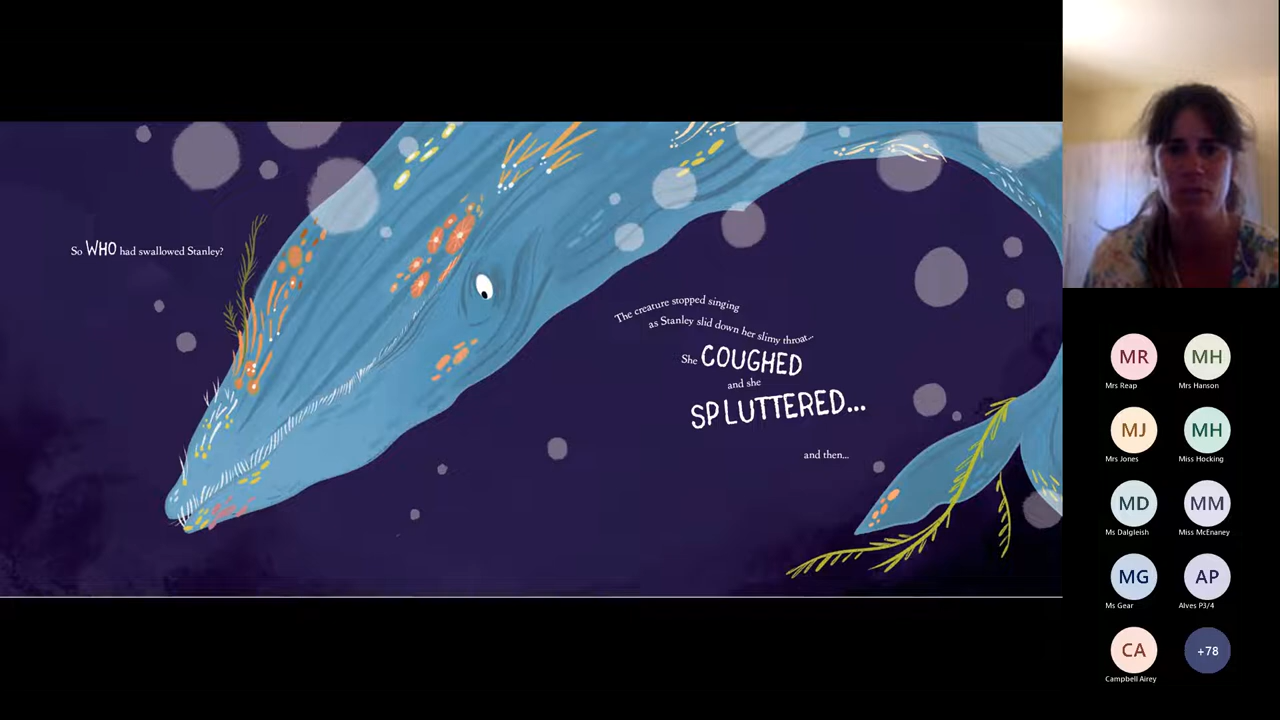 So WHO had swallowed Stanley?
The creature stopped singing
as Stanley slid down her slimy throat...
She COUGHED
and she
SPLUTTERED...
and then...
MR
MH
Mrs Reap
Mrs Hanson
MJ
MH
Mrs Jones
Miss Hocking
MD
MM
Ms Dalgleish
Miss McEnaney
MG
AP
Ms Gear
Alves P3/4
CA
+78
Campbell Airey